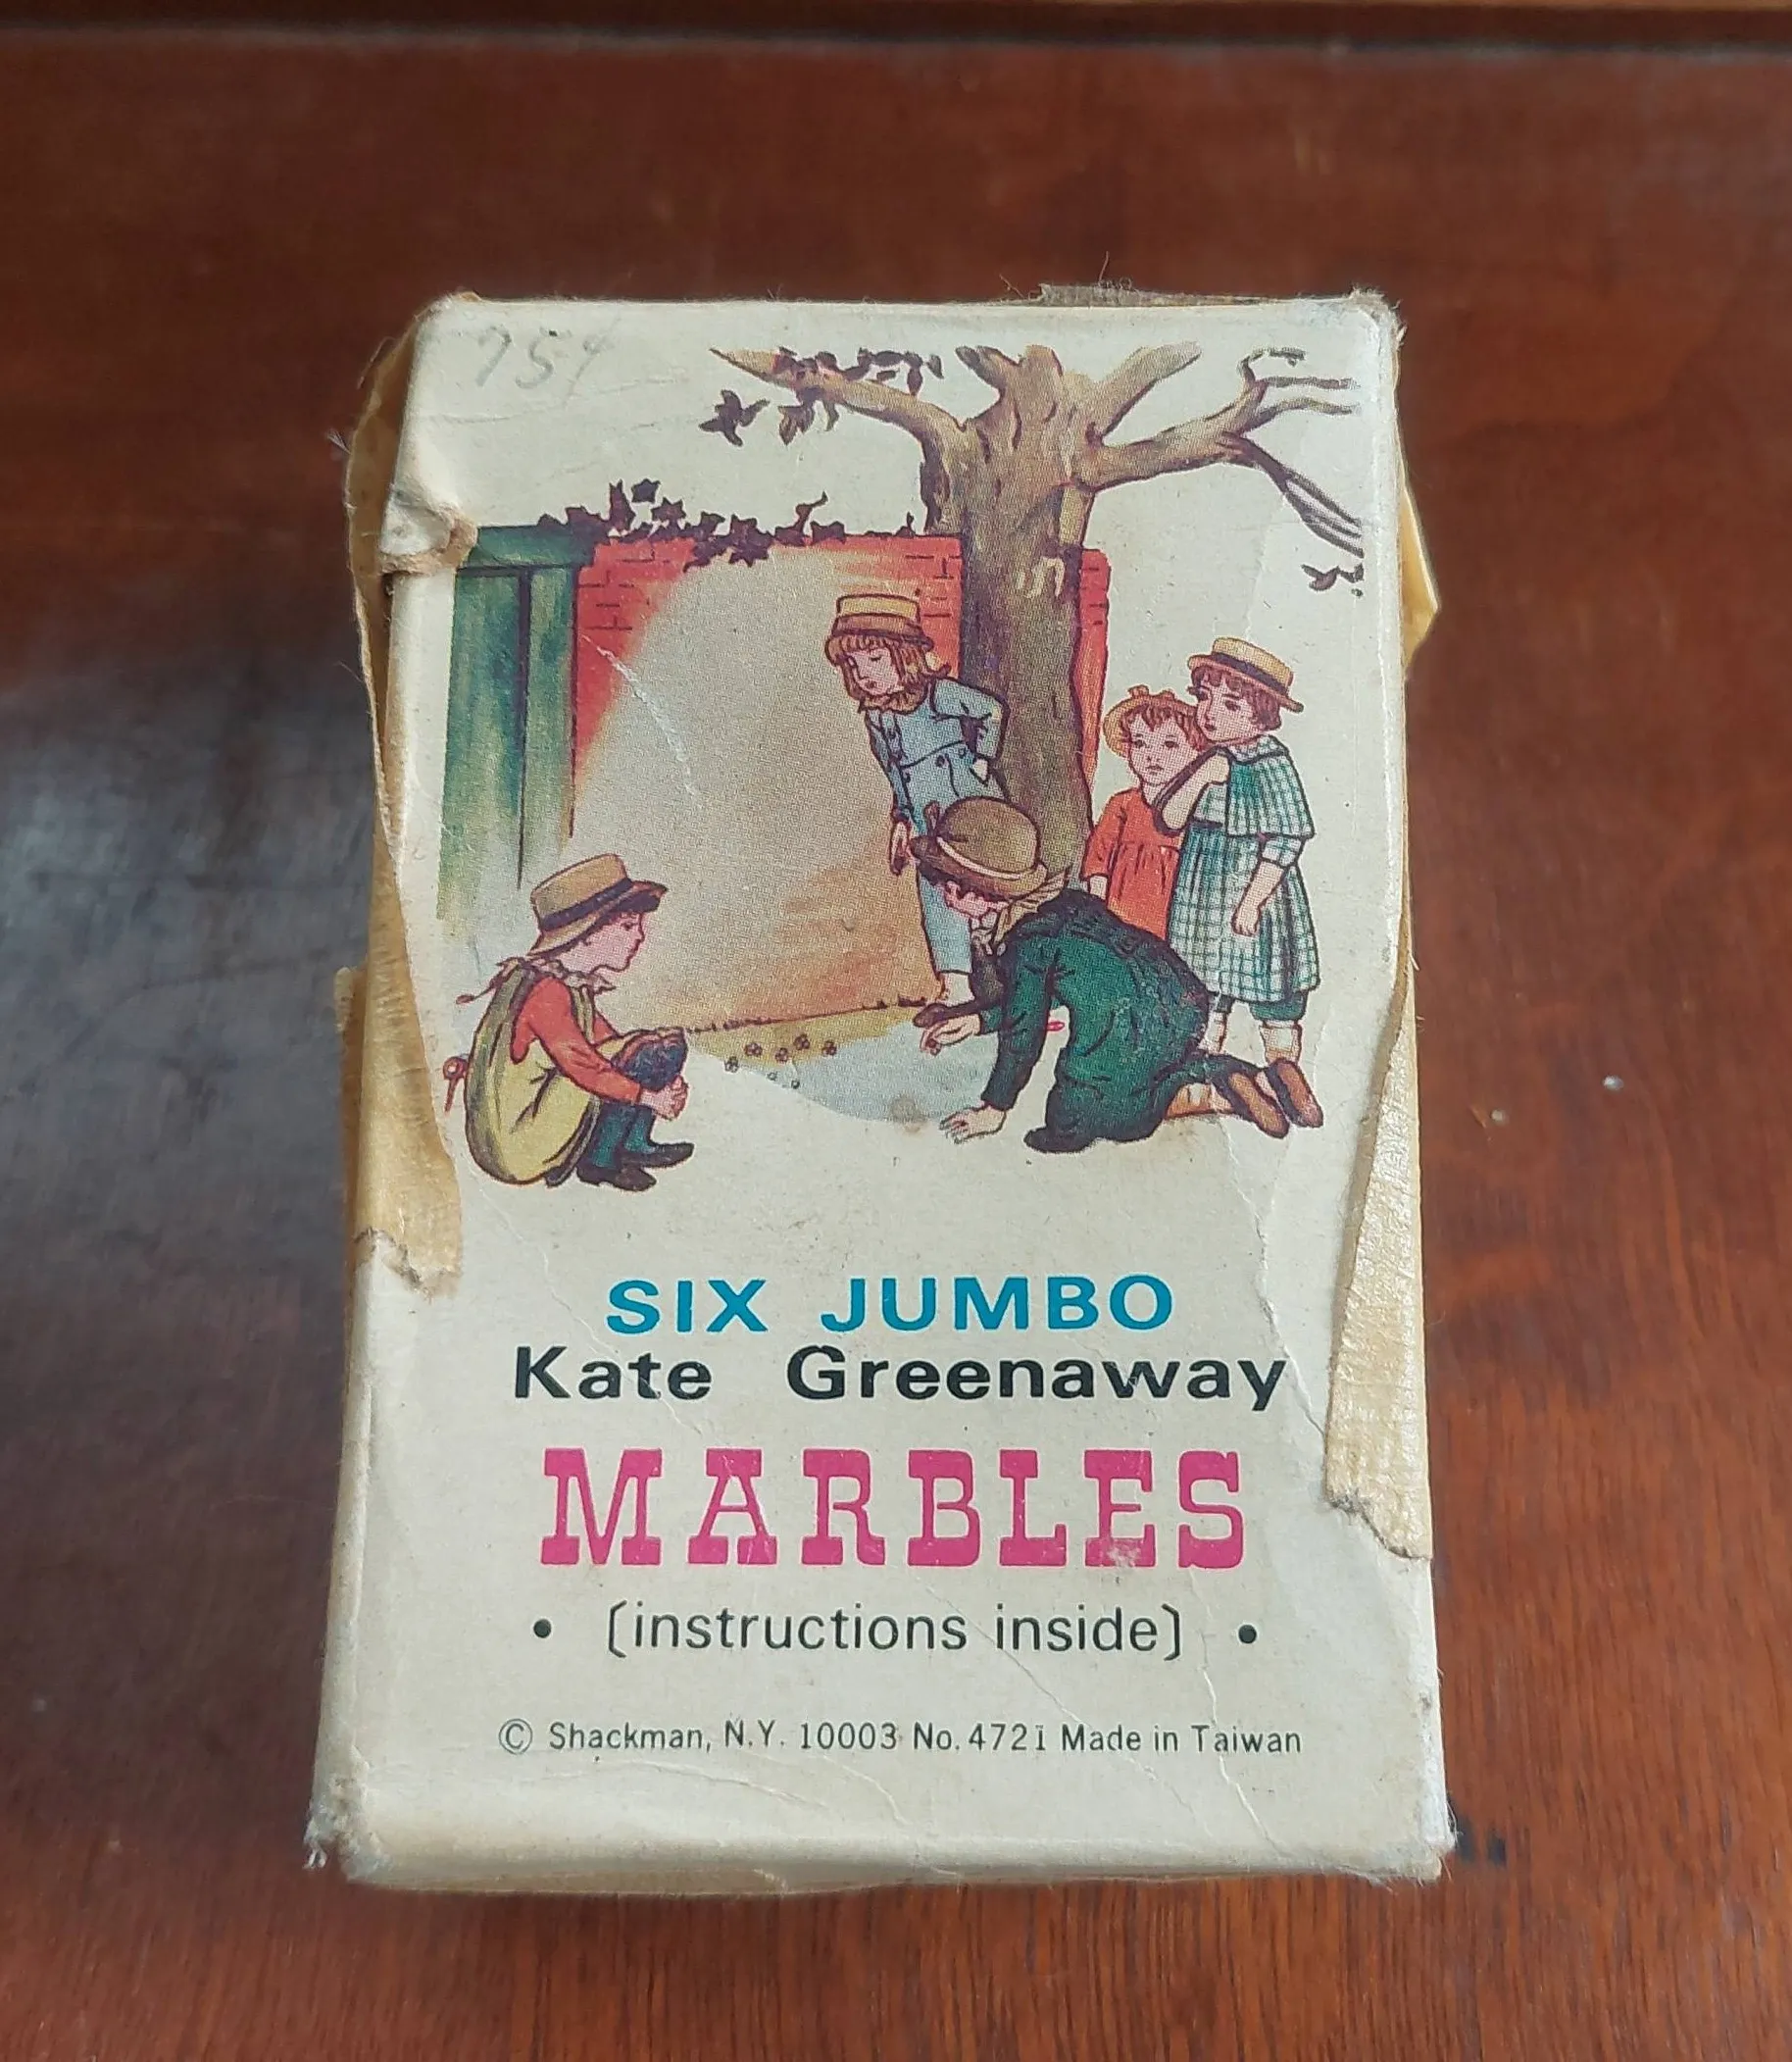 75¢
SIX JUMBO
Kate Greenaway
MARBLES
• (instructions inside) •
© Shackman, N.Y. 10003 No. 4721 Made in Taiwan